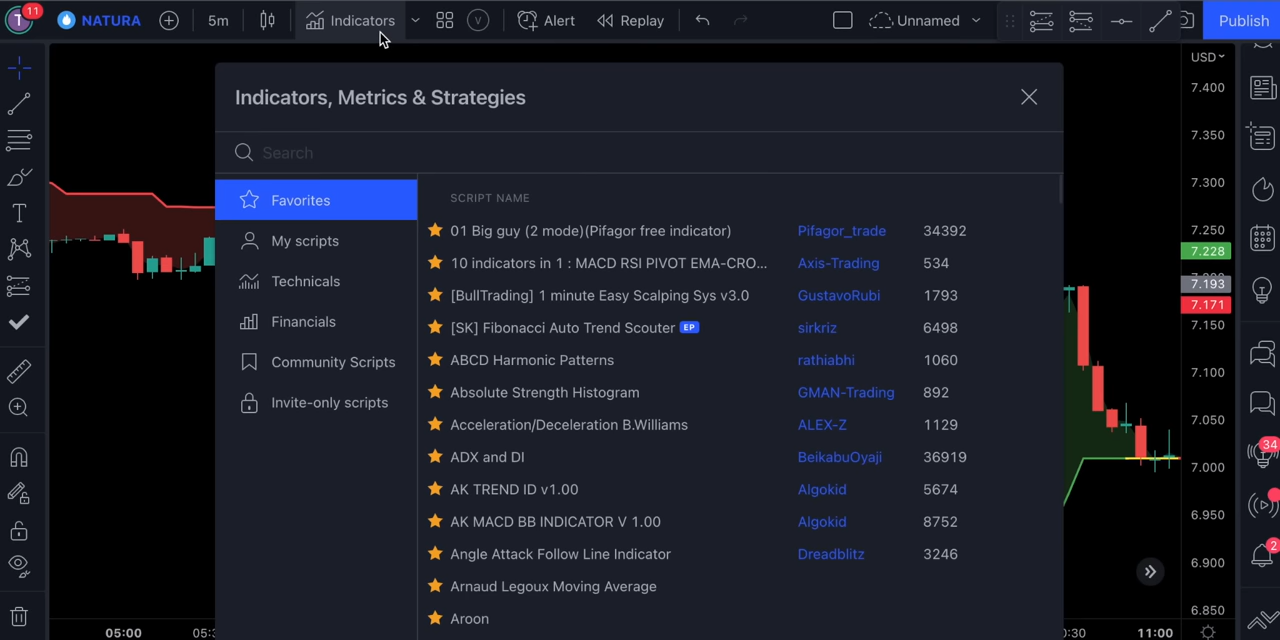 T 11 NATURA 5m Indicators V Alert Replay Unnamed Publish
USD
7.400
7.350
7.300
7.250
7.228
7.193
7.171
7.150
7.100
7.050
7.000
6.950
6.900
6.850
34
2
Indicators, Metrics & Strategies
Search
Favorites
My scripts
Technicals
Financials
Community Scripts
Invite-only scripts
SCRIPT NAME
01 Big guy (2 mode)(Pifagor free indicator) Pifagor_trade 34392
10 indicators in 1 : MACD RSI PIVOT EMA-CRO... Axis-Trading 534
[BullTrading] 1 minute Easy Scalping Sys v3.0 GustavoRubi 1793
[SK] Fibonacci Auto Trend Scouter EP sirkriz 6498
ABCD Harmonic Patterns rathiabhi 1060
Absolute Strength Histogram GMAN-Trading 892
Acceleration/Deceleration B.Williams ALEX-Z 1129
ADX and DI BeikabuOyaji 36919
AK TREND ID v1.00 Algokid 5674
AK MACD BB INDICATOR V 1.00 Algokid 8752
Angle Attack Follow Line Indicator Dreadblitz 3246
Arnaud Legoux Moving Average
Aroon
05:00 05: :30 11:00